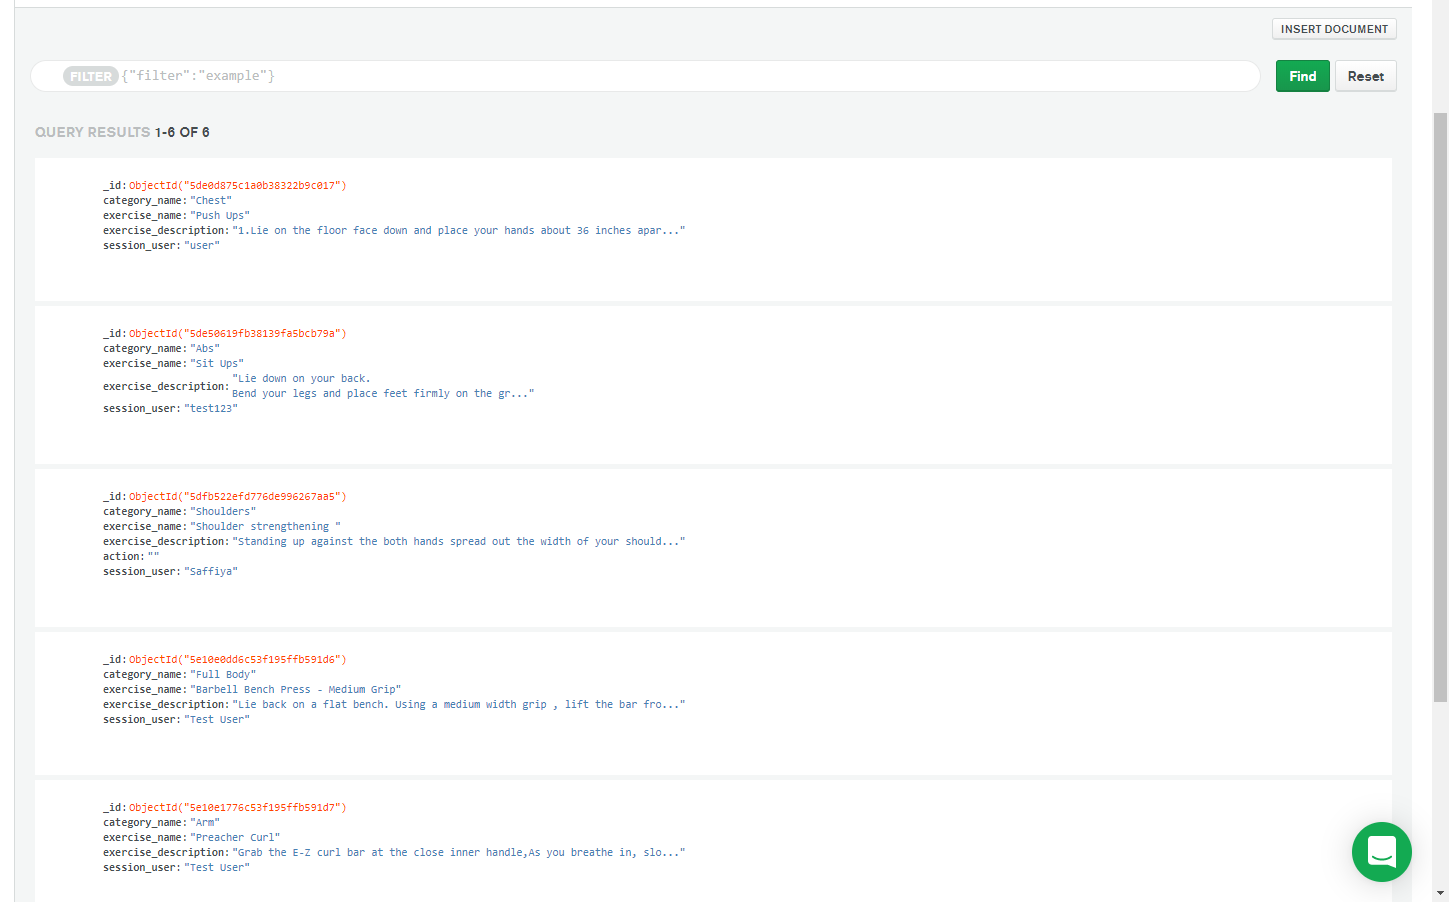 INSERT DOCUMENT
FILTER {"filter":"example"}
Find Reset
QUERY RESULTS 1-6 OF 6
_id: ObjectId("5de0d875c1a0b38322b9c017")
category_name: "Chest"
exercise_name: "Push Ups"
exercise_description: "1.Lie on the floor face down and place your hands about 36 inches apar..."
session_user: "user"
_id: ObjectId("5de50619fb38139fa5bcb79a")
category_name: "Abs"
exercise_name: "Sit Ups"
exercise_description: "Lie down on your back.
Bend your legs and place feet firmly on the gr..."
session_user: "test123"
_id: ObjectId("5dfb522efd776de996267aa5")
category_name: "Shoulders"
exercise_name: "Shoulder strengthening "
exercise_description: "Standing up against the both hands spread out the width of your should..."
action: ""
session_user: "Saffiya"
_id: ObjectId("5e10e0dd6c53f195ffb591d6")
category_name: "Full Body"
exercise_name: "Barbell Bench Press - Medium Grip"
exercise_description: "Lie back on a flat bench. Using a medium width grip , lift the bar fro..."
session_user: "Test User"
_id: ObjectId("5e10e1776c53f195ffb591d7")
category_name: "Arm"
exercise_name: "Preacher Curl"
exercise_description: "Grab the E-Z curl bar at the close inner handle,As you breathe in, slo..."
session_user: "Test User"